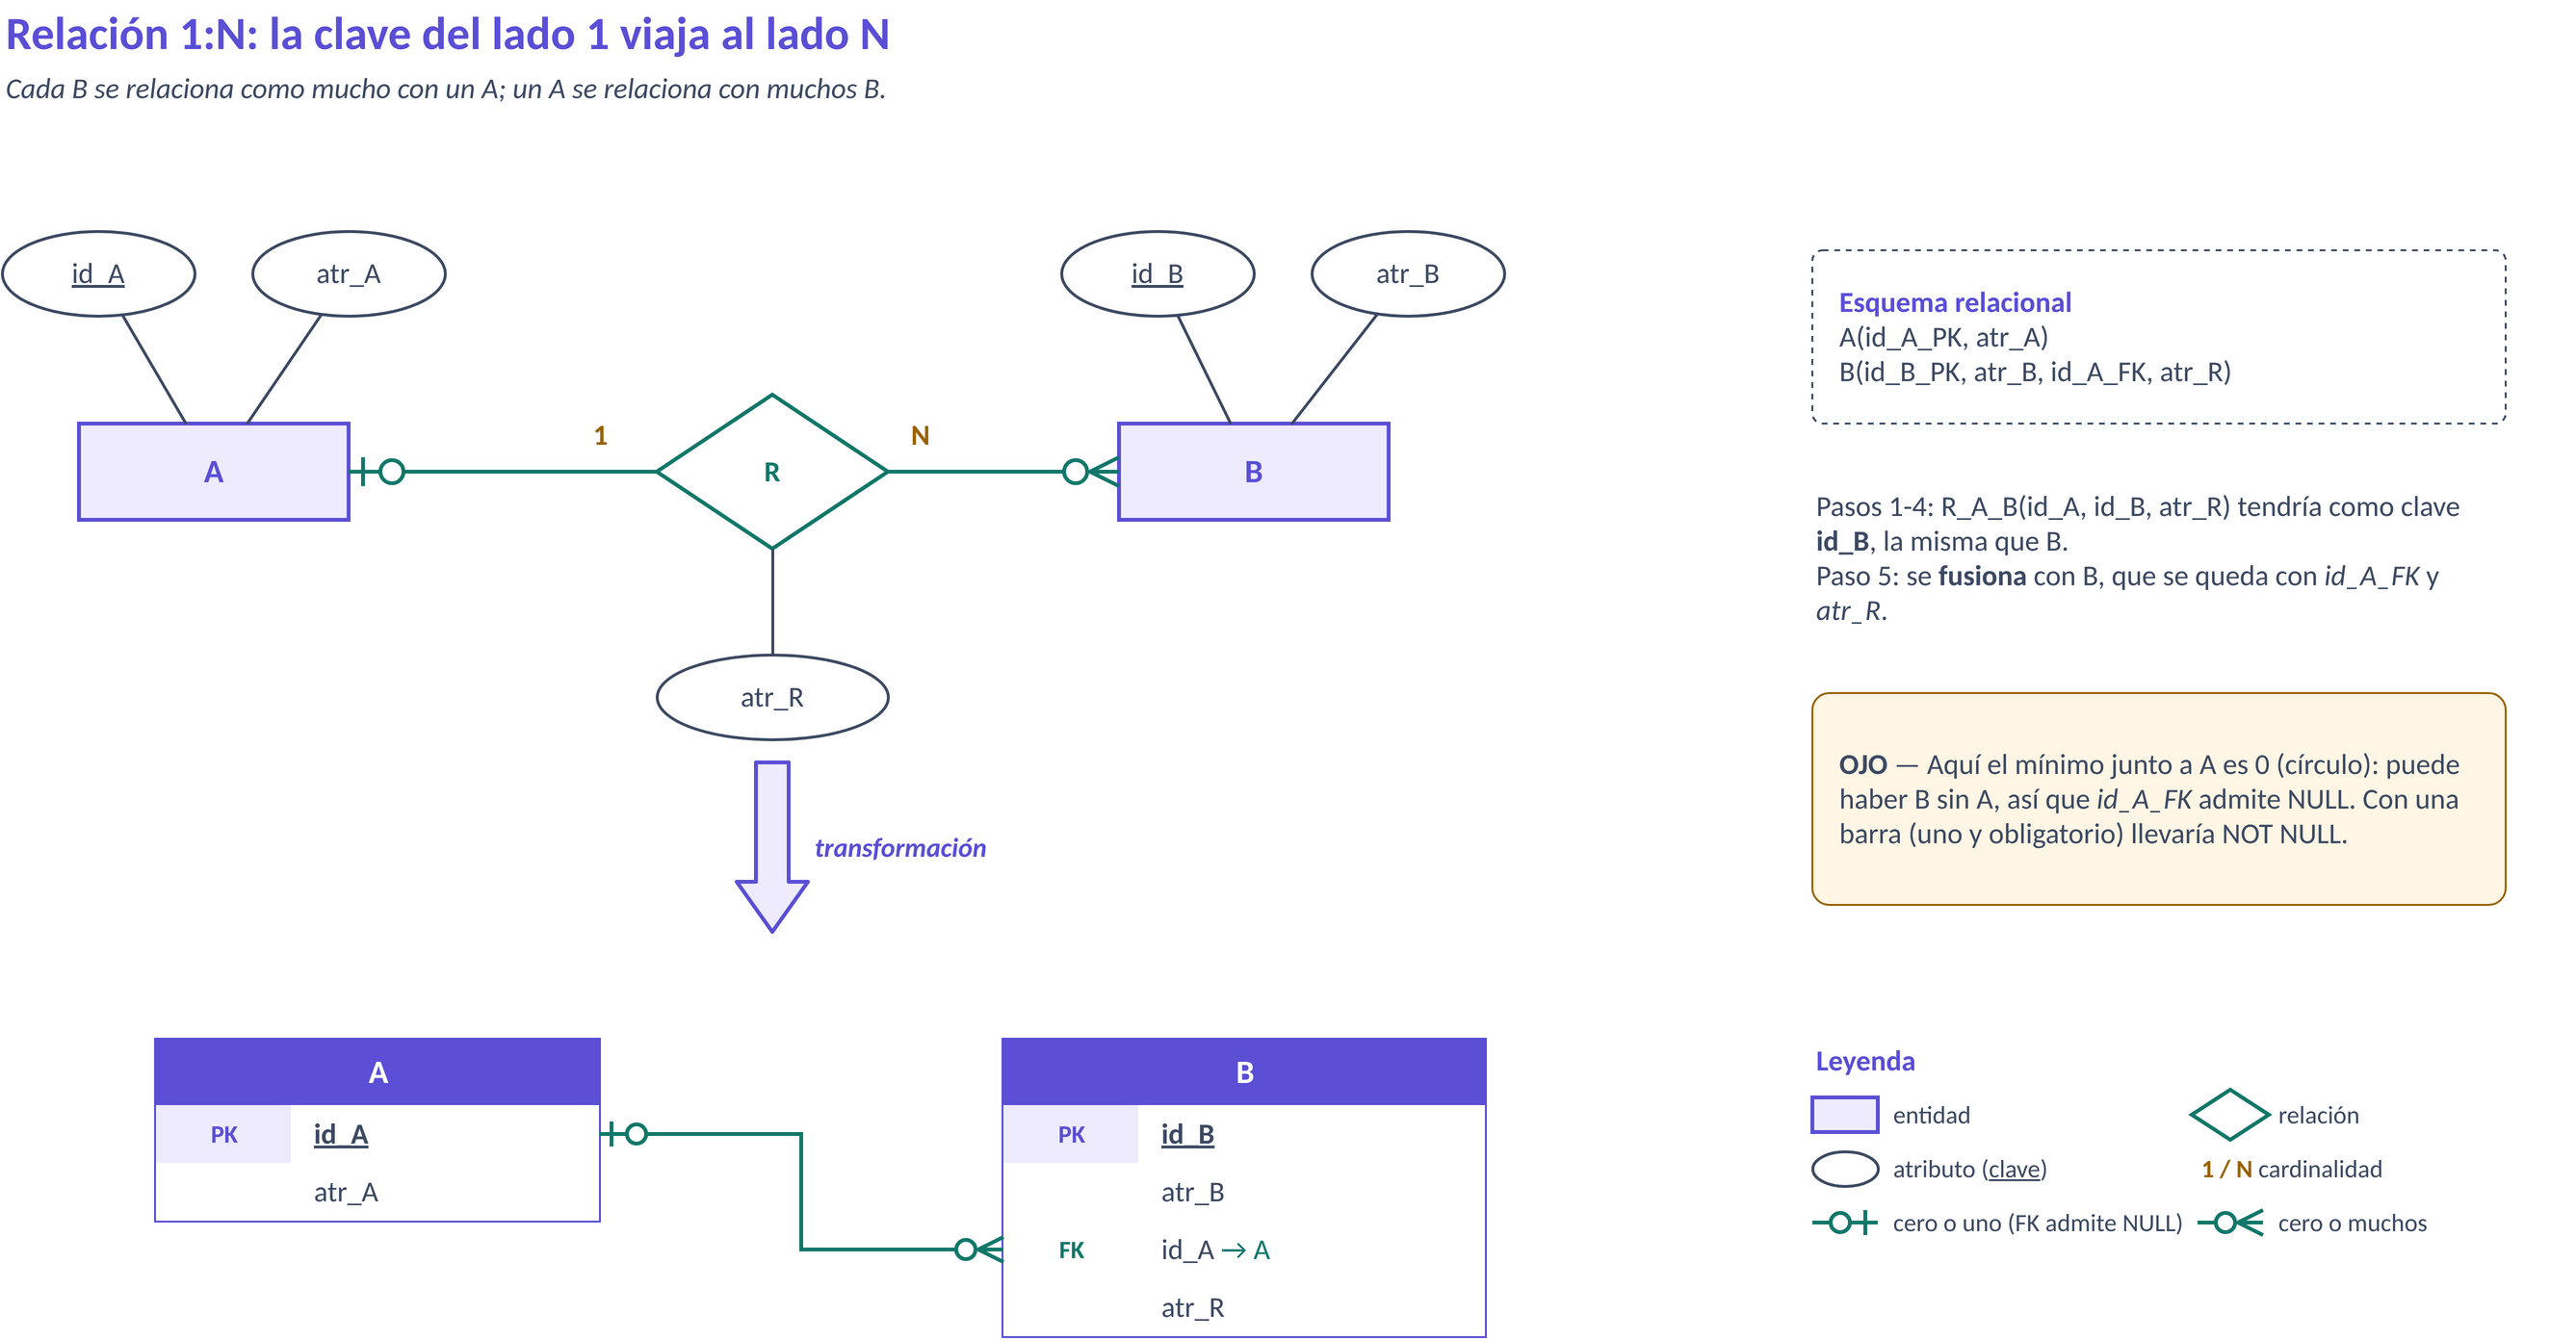 Relación 1:N: la clave del lado 1 viaja al lado N
Cada B se relaciona como mucho con un A; un A se relaciona con muchos B.
id_A
atr_A
id_B
atr_B
A
1
R
N
B
atr_R
transformación
Esquema relacional
A(id_A_PK, atr_A)
B(id_B_PK, atr_B, id_A_FK, atr_R)
Pasos 1-4: R_A_B(id_A, id_B, atr_R) tendría como clave
id_B, la misma que B.
Paso 5: se fusiona con B, que se queda con id_A_FK y
atr_R.
OJO — Aquí el mínimo junto a A es 0 (círculo): puede
haber B sin A, así que id_A_FK admite NULL. Con una
barra (uno y obligatorio) llevaría NOT NULL.
A
PK id_A
atr_A
B
PK id_B
atr_B
FK id_A → A
atr_R
Leyenda
entidad
relación
atributo (clave)
1 / N cardinalidad
cero o uno (FK admite NULL)
cero o muchos